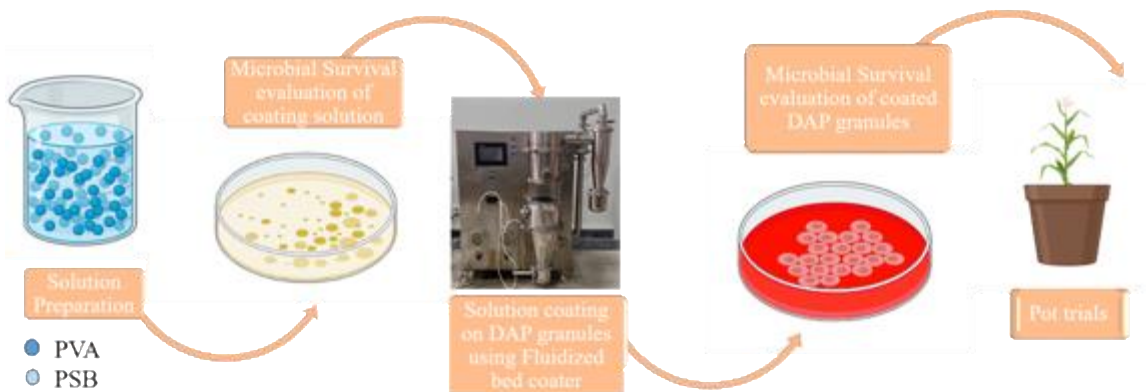 Solution
Preparation
PVA
PSB
Microbial Survival
evaluation of
coating solution
Solution coating
on DAP granules
using Fluidized
bed coater
Microbial Survival
evaluation of coated
DAP granules
Pot trials